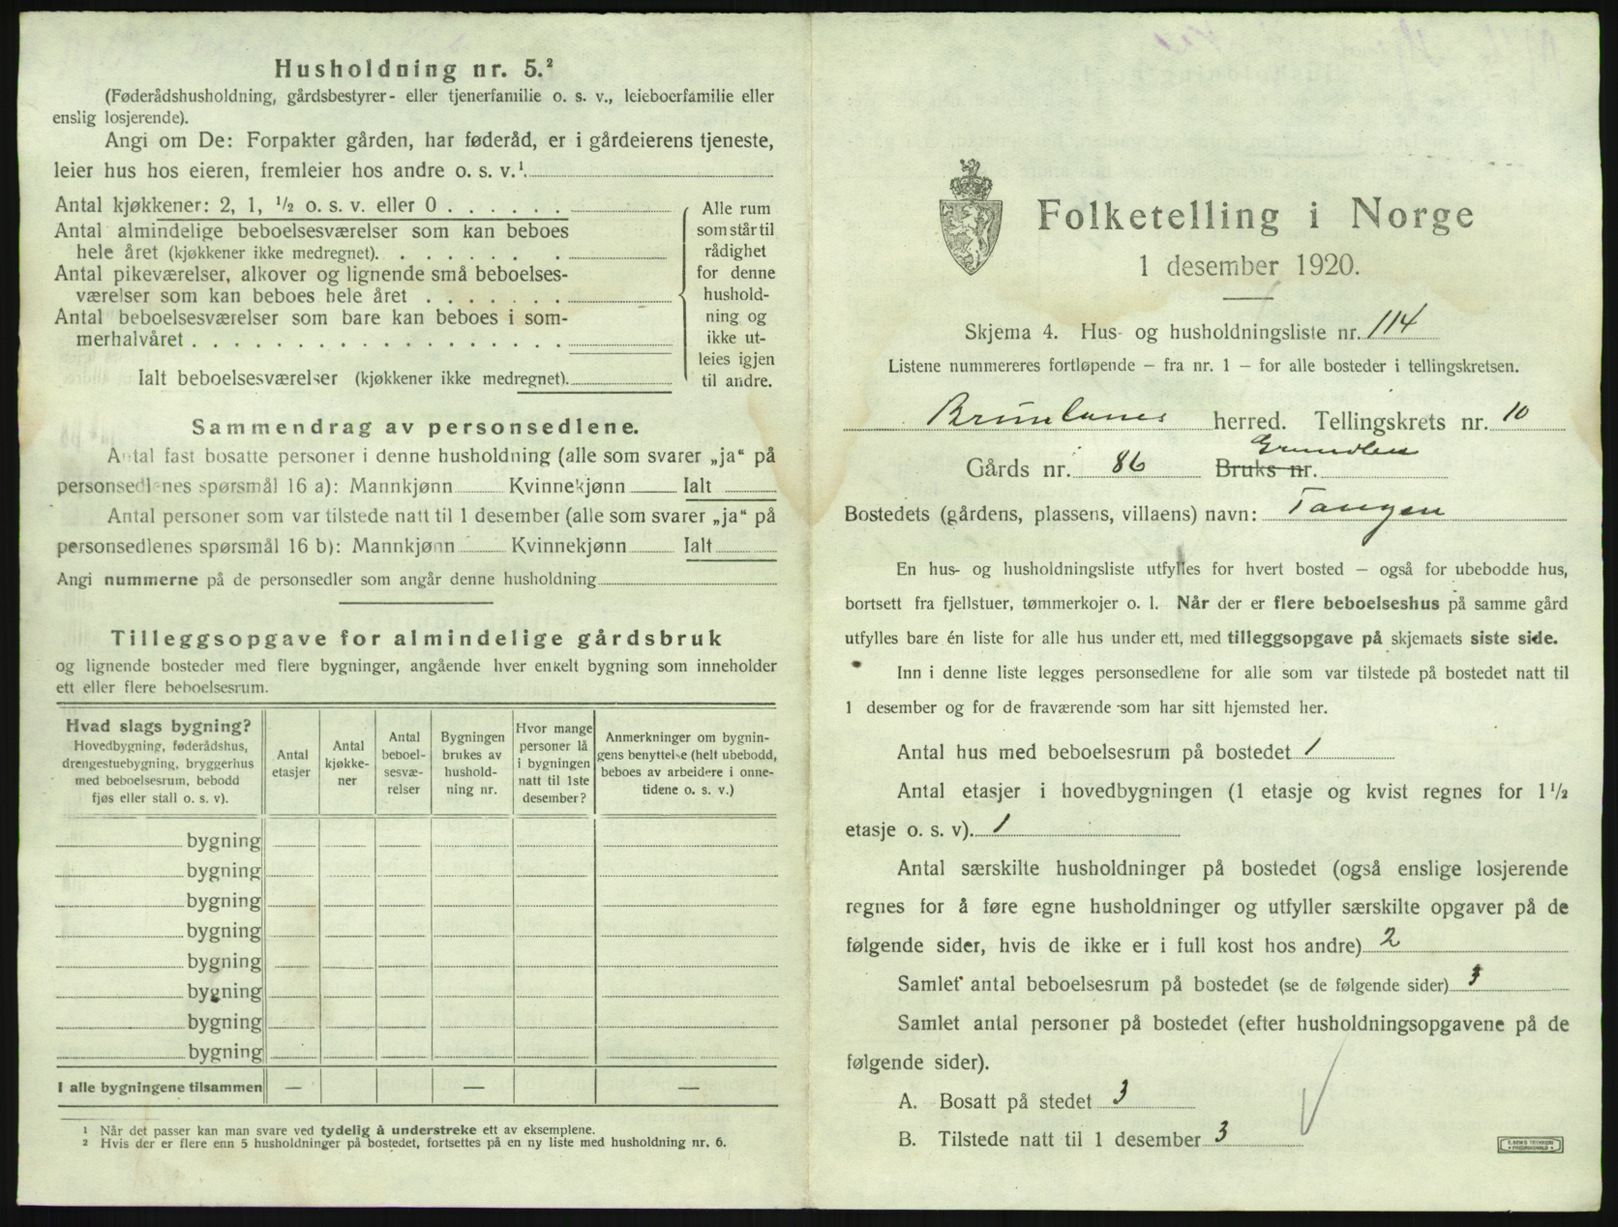 Husholdning nr. 5.²
(Føderådshusholdning, gårdsbestyrer- eller tjenerfamilie o. s. v., leieboerfamilie eller
enslig losjerende).
Angi om De: Forpakter gården, har føderåd, er i gårdeierens tjeneste,
leier hus hos eieren, fremleier hos andre o. s. v.¹.
Antal kjøkkener: 2, 1, ½ o. s. v. eller 0 . . . . . .
Antal almindelige beboelsesværelser som kan beboes
hele året (kjøkkener ikke medregnet). . . . . . . .
Antal pikeværelser, alkover og lignende små beboelses-
værelser som kan beboes hele året . . . . . . .
Antal beboelsesværelser som bare kan beboes i som-
merhalvåret . . . . . . . . . . . . . . . . . .
Ialt beboelsesværelser (kjøkkener ikke medregnet).
Alle rum
som står til
rådighet
for denne
hushold-
ning og
ikke ut-
leies igjen
til andre.
Sammendrag av personsedlene.
Antal fast bosatte personer i denne husholdning (alle som svarer „ja“ på
personsedlenes spørsmål 16 a): Mannkjønn Kvinnekjønn Ialt
Antal personer som var tilstede natt til 1 desember (alle som svarer „ja“ på
personsedlenes spørsmål 16 b): Mannkjønn Kvinnekjønn Ialt
Angi nummerne på de personsedler som angår denne husholdning
Tilleggsopgave for almindelige gårdsbruk
og lignende bosteder med flere bygninger, angående hver enkelt bygning som inneholder
ett eller flere beboelsesrum.
Hvad slags bygning?
Hovedbygning, føderådshus,
drengestuebygning, bryggerhus
med beboelsesrum, bebodd
fjøs eller stall o. s. v).
Antal
etasjer
Antal
kjøkke-
ner
Antal
beboel-
sesvæ-
relser
Bygningen
brukes av
hushold-
ning nr.
Hvor mange
personer lå
i bygningen
natt til 1ste
desember?
Anmerkninger om bygnin-
gens benyttelse (helt ubebodd,
beboes av arbeidere i onne-
tidene o. s. v.)
bygning
bygning
bygning
bygning
bygning
bygning
bygning
bygning
I alle bygningene tilsammen — — —
¹ Når det passer kan man svare ved tydelig å understreke ett av eksemplene.
² Hvis der er flere enn 5 husholdninger på bostedet, fortsettes på en ny liste med husholdning nr. 6.
Folketelling i Norge
1 desember 1920.
Skjema 4. Hus- og husholdningsliste nr. 114
Listene nummereres fortløpende – fra nr. 1 – for alle bosteder i tellingskretsen.
Brunlanes herred. Tellingskrets nr. 10
Grundlen
Gårds nr. 86 Bruks nr.
Bostedets (gårdens, plassens, villaens) navn: Tangen
En hus- og husholdningsliste utfylles for hvert bosted – også for ubebodde hus,
bortsett fra fjellstuer, tømmerkojer o. l. Når der er flere beboelseshus på samme gård
utfylles bare én liste for alle hus under ett, med tilleggsopgave på skjemaets siste side.
Inn i denne liste legges personsedlene for alle som var tilstede på bostedet natt til
1 desember og for de fraværende som har sitt hjemsted her.
Antal hus med beboelsesrum på bostedet 1
Antal etasjer i hovedbygningen (1 etasje og kvist regnes for 1½
etasje o. s. v). 1
Antal særskilte husholdninger på bostedet (også enslige losjerende
regnes for å føre egne husholdninger og utfyller særskilte opgaver på de
følgende sider, hvis de ikke er i full kost hos andre) 2
Samlet antal beboelsesrum på bostedet (se de følgende sider) 3
Samlet antal personer på bostedet (efter husholdningsopgavene på de
følgende sider).
A. Bosatt på stedet 3
B. Tilstede natt til 1 desember 3